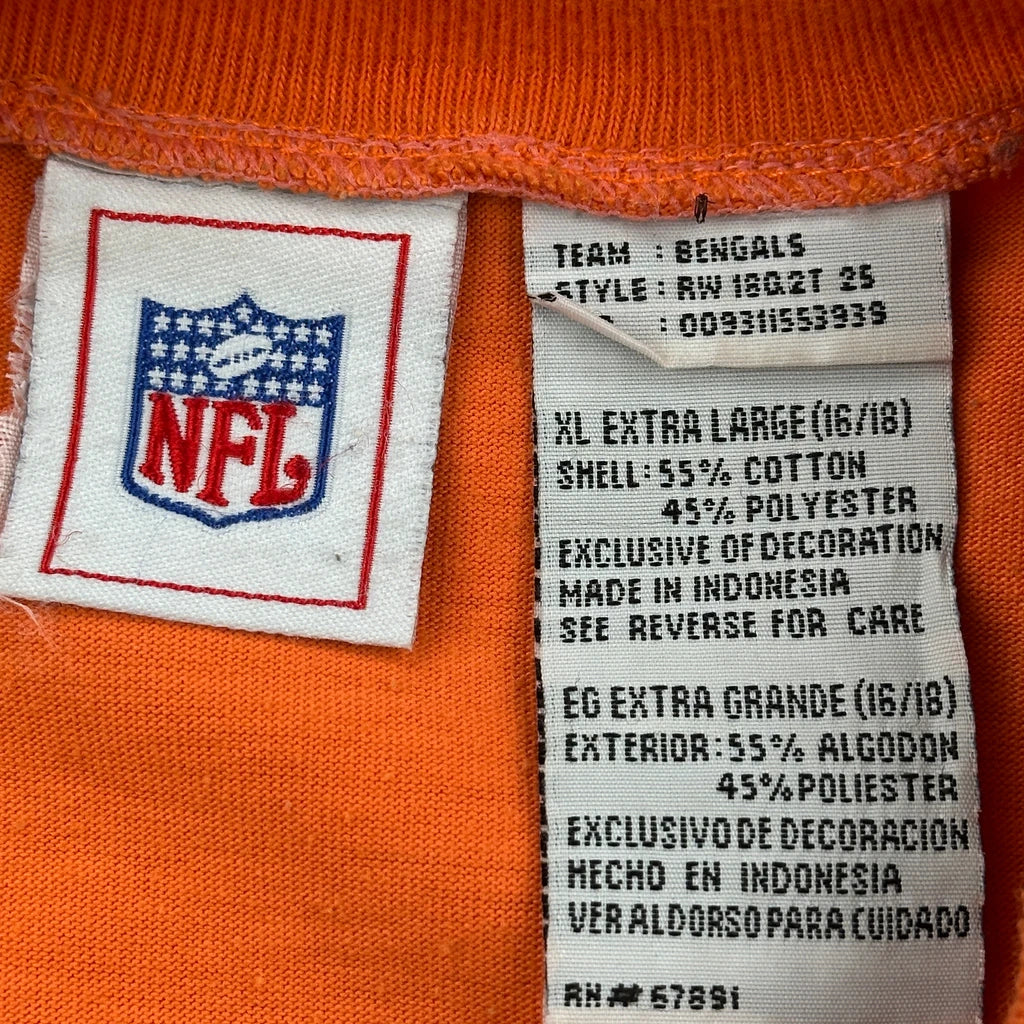 NFL
TEAM : BENGALS
STYLE : RW 18Q2T 25
: 009311553939
XL EXTRA LARGE (16/18)
SHELL: 55% COTTON
45% POLYESTER
EXCLUSIVE OF DECORATION
MADE IN INDONESIA
SEE REVERSE FOR CARE
EG EXTRA GRANDE (16/18)
EXTERIOR: 55% ALGODON
45% POLIESTER
EXCLUSIVO DE DECORACION
HECHO EN INDONESIA
VER AL DORSO PARA CUIDADO
RN# 57891